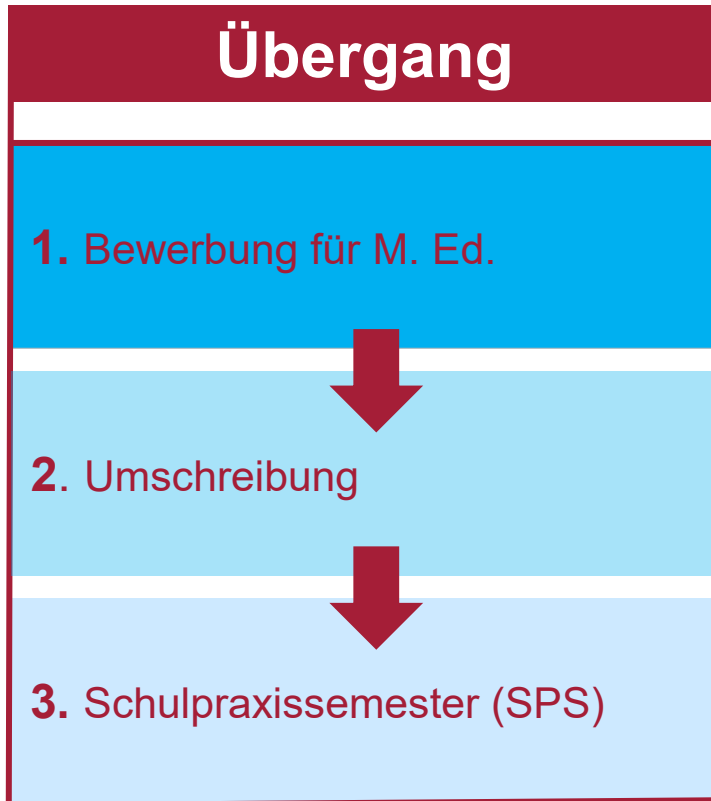 Übergang
1. Bewerbung für M. Ed.
2. Umschreibung
3. Schulpraxissemester (SPS)